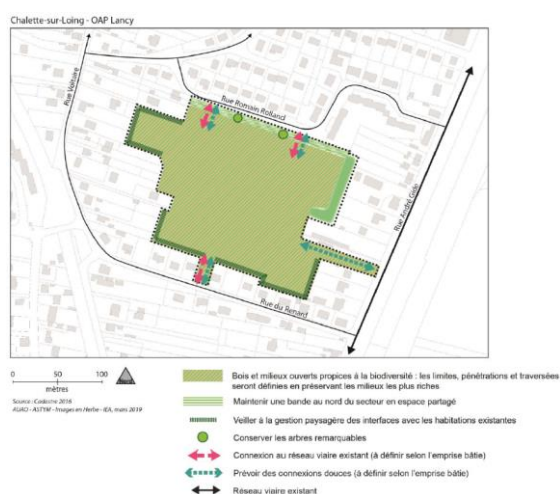 Chalette-sur-Loing - OAP Lancy
Rue Voltaire
Rue Romain Rolland
Rue André Gide
Rue du Renard
0 50 100
mètres
Source : Cadastre 2016
AURO - ASTYM - Images en Herbe - IEA, mars 2019
Bois et milieux ouverts propices à la biodiversité : les limites, pénétrations et traversées
seront définies en préservant les milieux les plus riches
Maintenir une bande au nord du secteur en espace partagé
Veiller à la gestion paysagère des interfaces avec les habitations existantes
Conserver les arbres remarquables
Connexion au réseau viaire existant (à définir selon l'emprise bâtie)
Prévoir des connexions douces (à définir selon l'emprise bâtie)
Réseau viaire existant